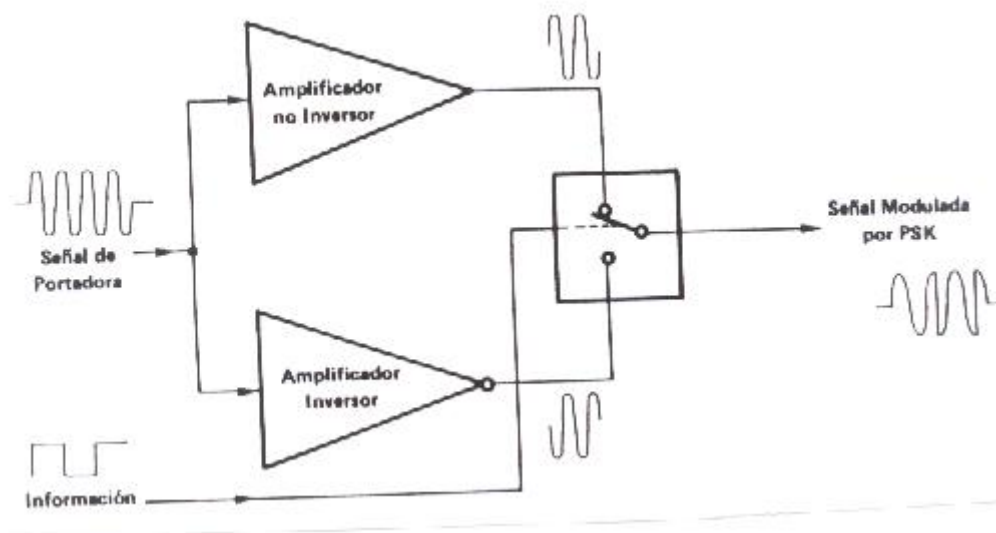 Amplificador
no Inversor
Señal de
Portadora
Señal Modulada
por PSK
Amplificador
Inversor
Información